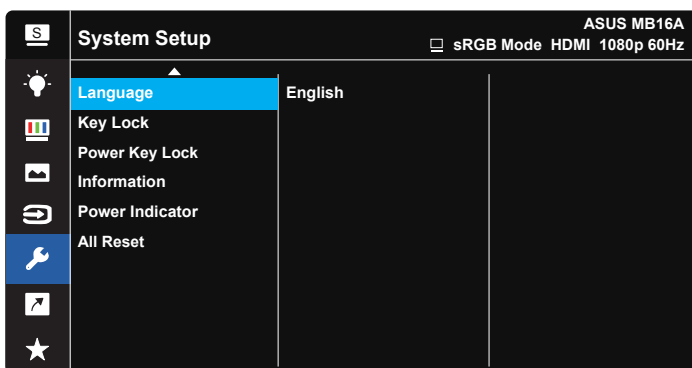 S
System Setup
ASUS MB16A
sRGB Mode HDMI 1080p 60Hz
Language English
Key Lock
Power Key Lock
Information
Power Indicator
All Reset